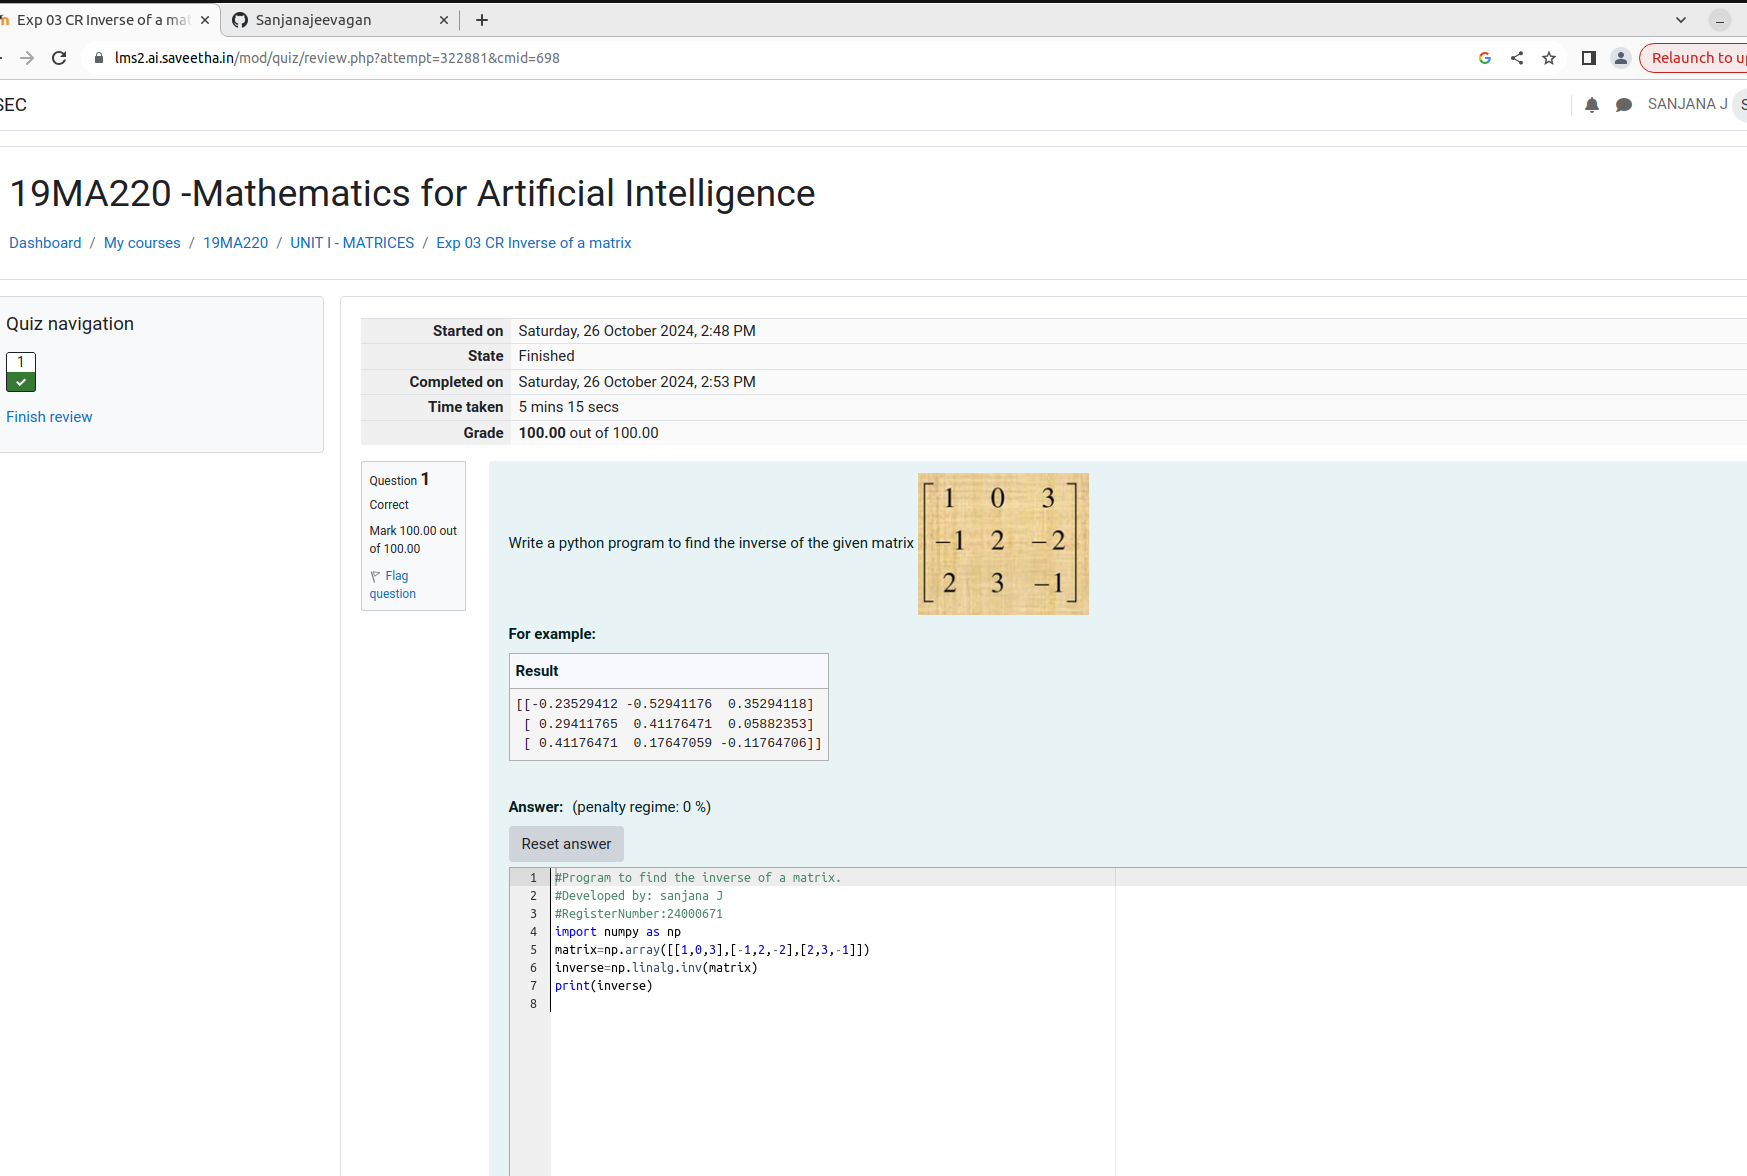 Exp 03 CR Inverse of a mat
Sanjanajeevagan
lms2.ai.saveetha.in/mod/quiz/review.php?attempt=322881&cmid=698
Relaunch to u
SEC
SANJANA J
S
19MA220 -Mathematics for Artificial Intelligence
Dashboard / My courses / 19MA220 / UNIT I - MATRICES / Exp 03 CR Inverse of a matrix
Quiz navigation
1
Finish review
Started on Saturday, 26 October 2024, 2:48 PM
State Finished
Completed on Saturday, 26 October 2024, 2:53 PM
Time taken 5 mins 15 secs
Grade 100.00 out of 100.00
Question 1
Correct
Mark 100.00 out
of 100.00
Flag
question
Write a python program to find the inverse of the given matrix
1 0 3
−1 2 −2
2 3 −1
For example:
Result
[[-0.23529412 -0.52941176  0.35294118]
[ 0.29411765  0.41176471  0.05882353]
[ 0.41176471  0.17647059 -0.11764706]]
Answer: (penalty regime: 0 %)
Reset answer
1 #Program to find the inverse of a matrix.
2 #Developed by: sanjana J
3 #RegisterNumber:24000671
4 import numpy as np
5 matrix=np.array([[1,0,3],[-1,2,-2],[2,3,-1]])
6 inverse=np.linalg.inv(matrix)
7 print(inverse)
8